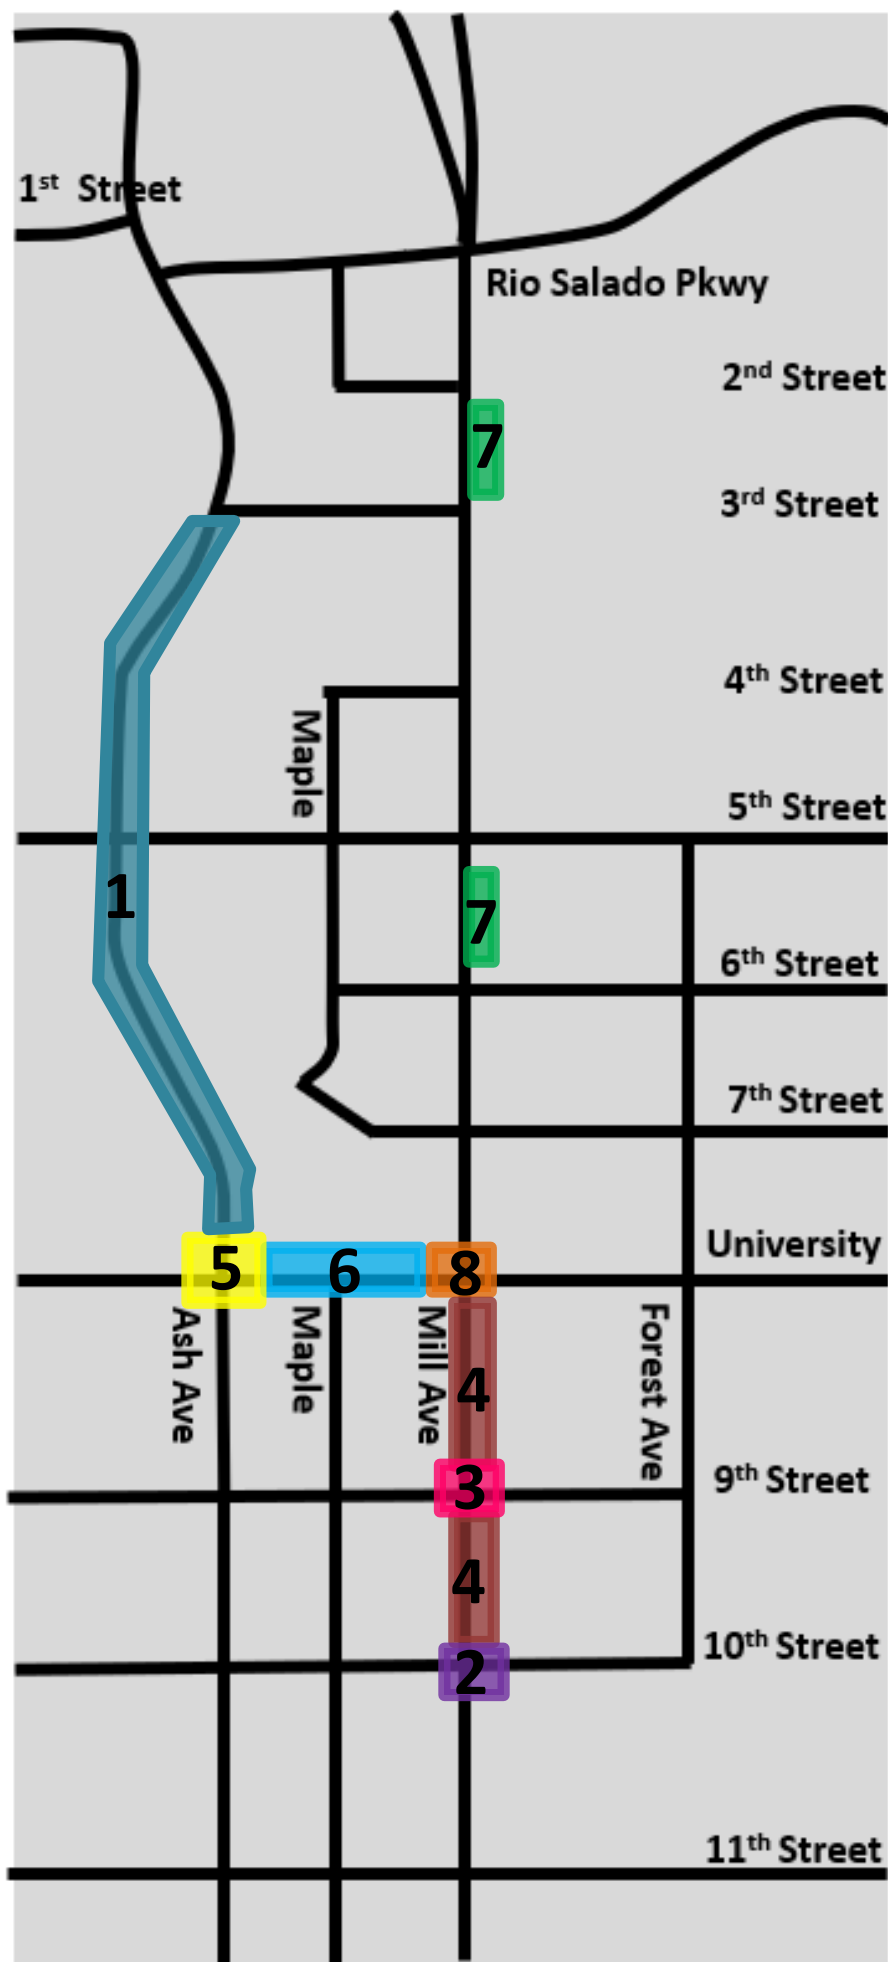 1st Street
Rio Salado Pkwy
2nd Street
7
3rd Street
4th Street
Maple
5th Street
1
7
6th Street
7th Street
University
5
6
8
Ash Ave
Maple
Mill Ave
Forest Ave
4
9th Street
3
4
10th Street
2
11th Street